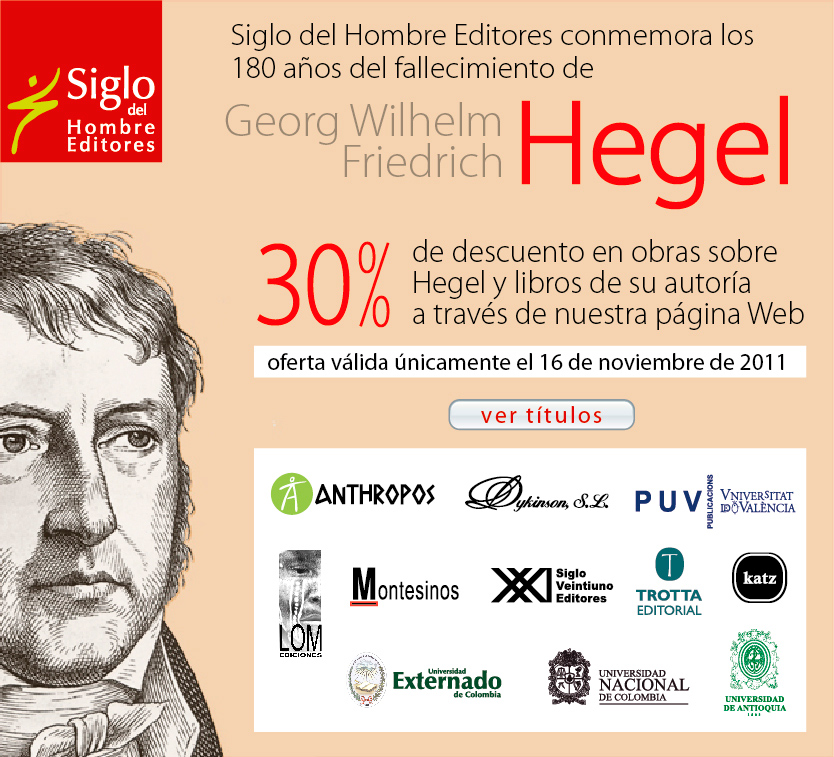 Siglo
del
Hombre
Editores
Siglo del Hombre Editores conmemora los
180 años del fallecimiento de
Georg Wilhelm
Friedrich
Hegel
30%
de descuento en obras sobre
Hegel y libros de su autoría
a través de nuestra página Web
oferta válida únicamente el 16 de noviembre de 2011
ver títulos
ANTHROPOS
Dykinson, S.L.
PUV
PUBLICACIONS
VNIVERSITAT
ID VALÈNCIA
LOM
EDICIONES
Montesinos
XXI
Siglo
Veintiuno
Editores
TROTTA
EDITORIAL
katz
Universidad
Externado
de Colombia
UNIVERSIDAD
NACIONAL
DE COLOMBIA
UNIVERSIDAD
DE ANTIOQUIA